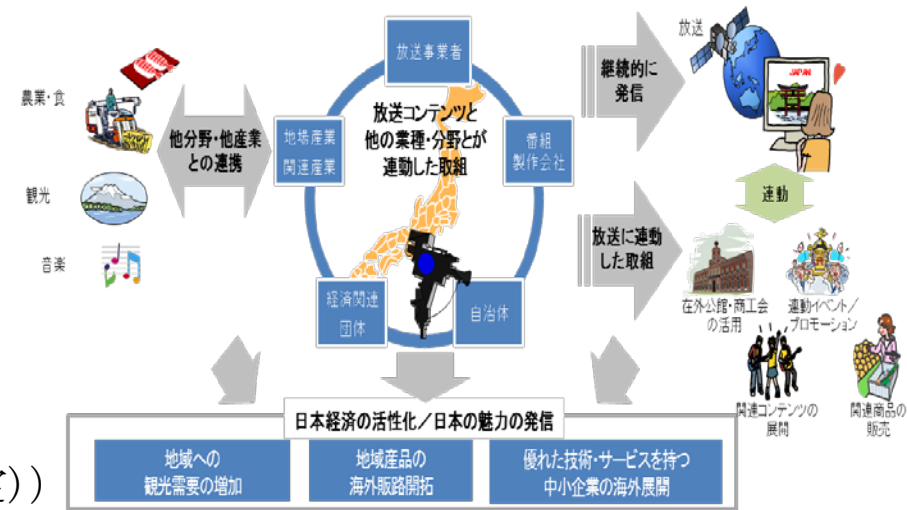 放送事業者
放送コンテンツと
他の業種・分野とが
連動した取組
地場産業
関連産業
番組
製作会社
経済関連
団体
自治体
農業・食
観光
音楽
他分野・他産業
との連携
継続的に
発信
放送
JAPAN
連動
放送に連動
した取組
在外公館・商工会
の活用
連動イベント／
プロモーション
関連コンテンツの
展開
関連商品の
販売
日本経済の活性化／日本の魅力の発信
地域への
観光需要の増加
地域産品の
海外販路開拓
優れた技術・サービスを持つ
中小企業の海外展開
))